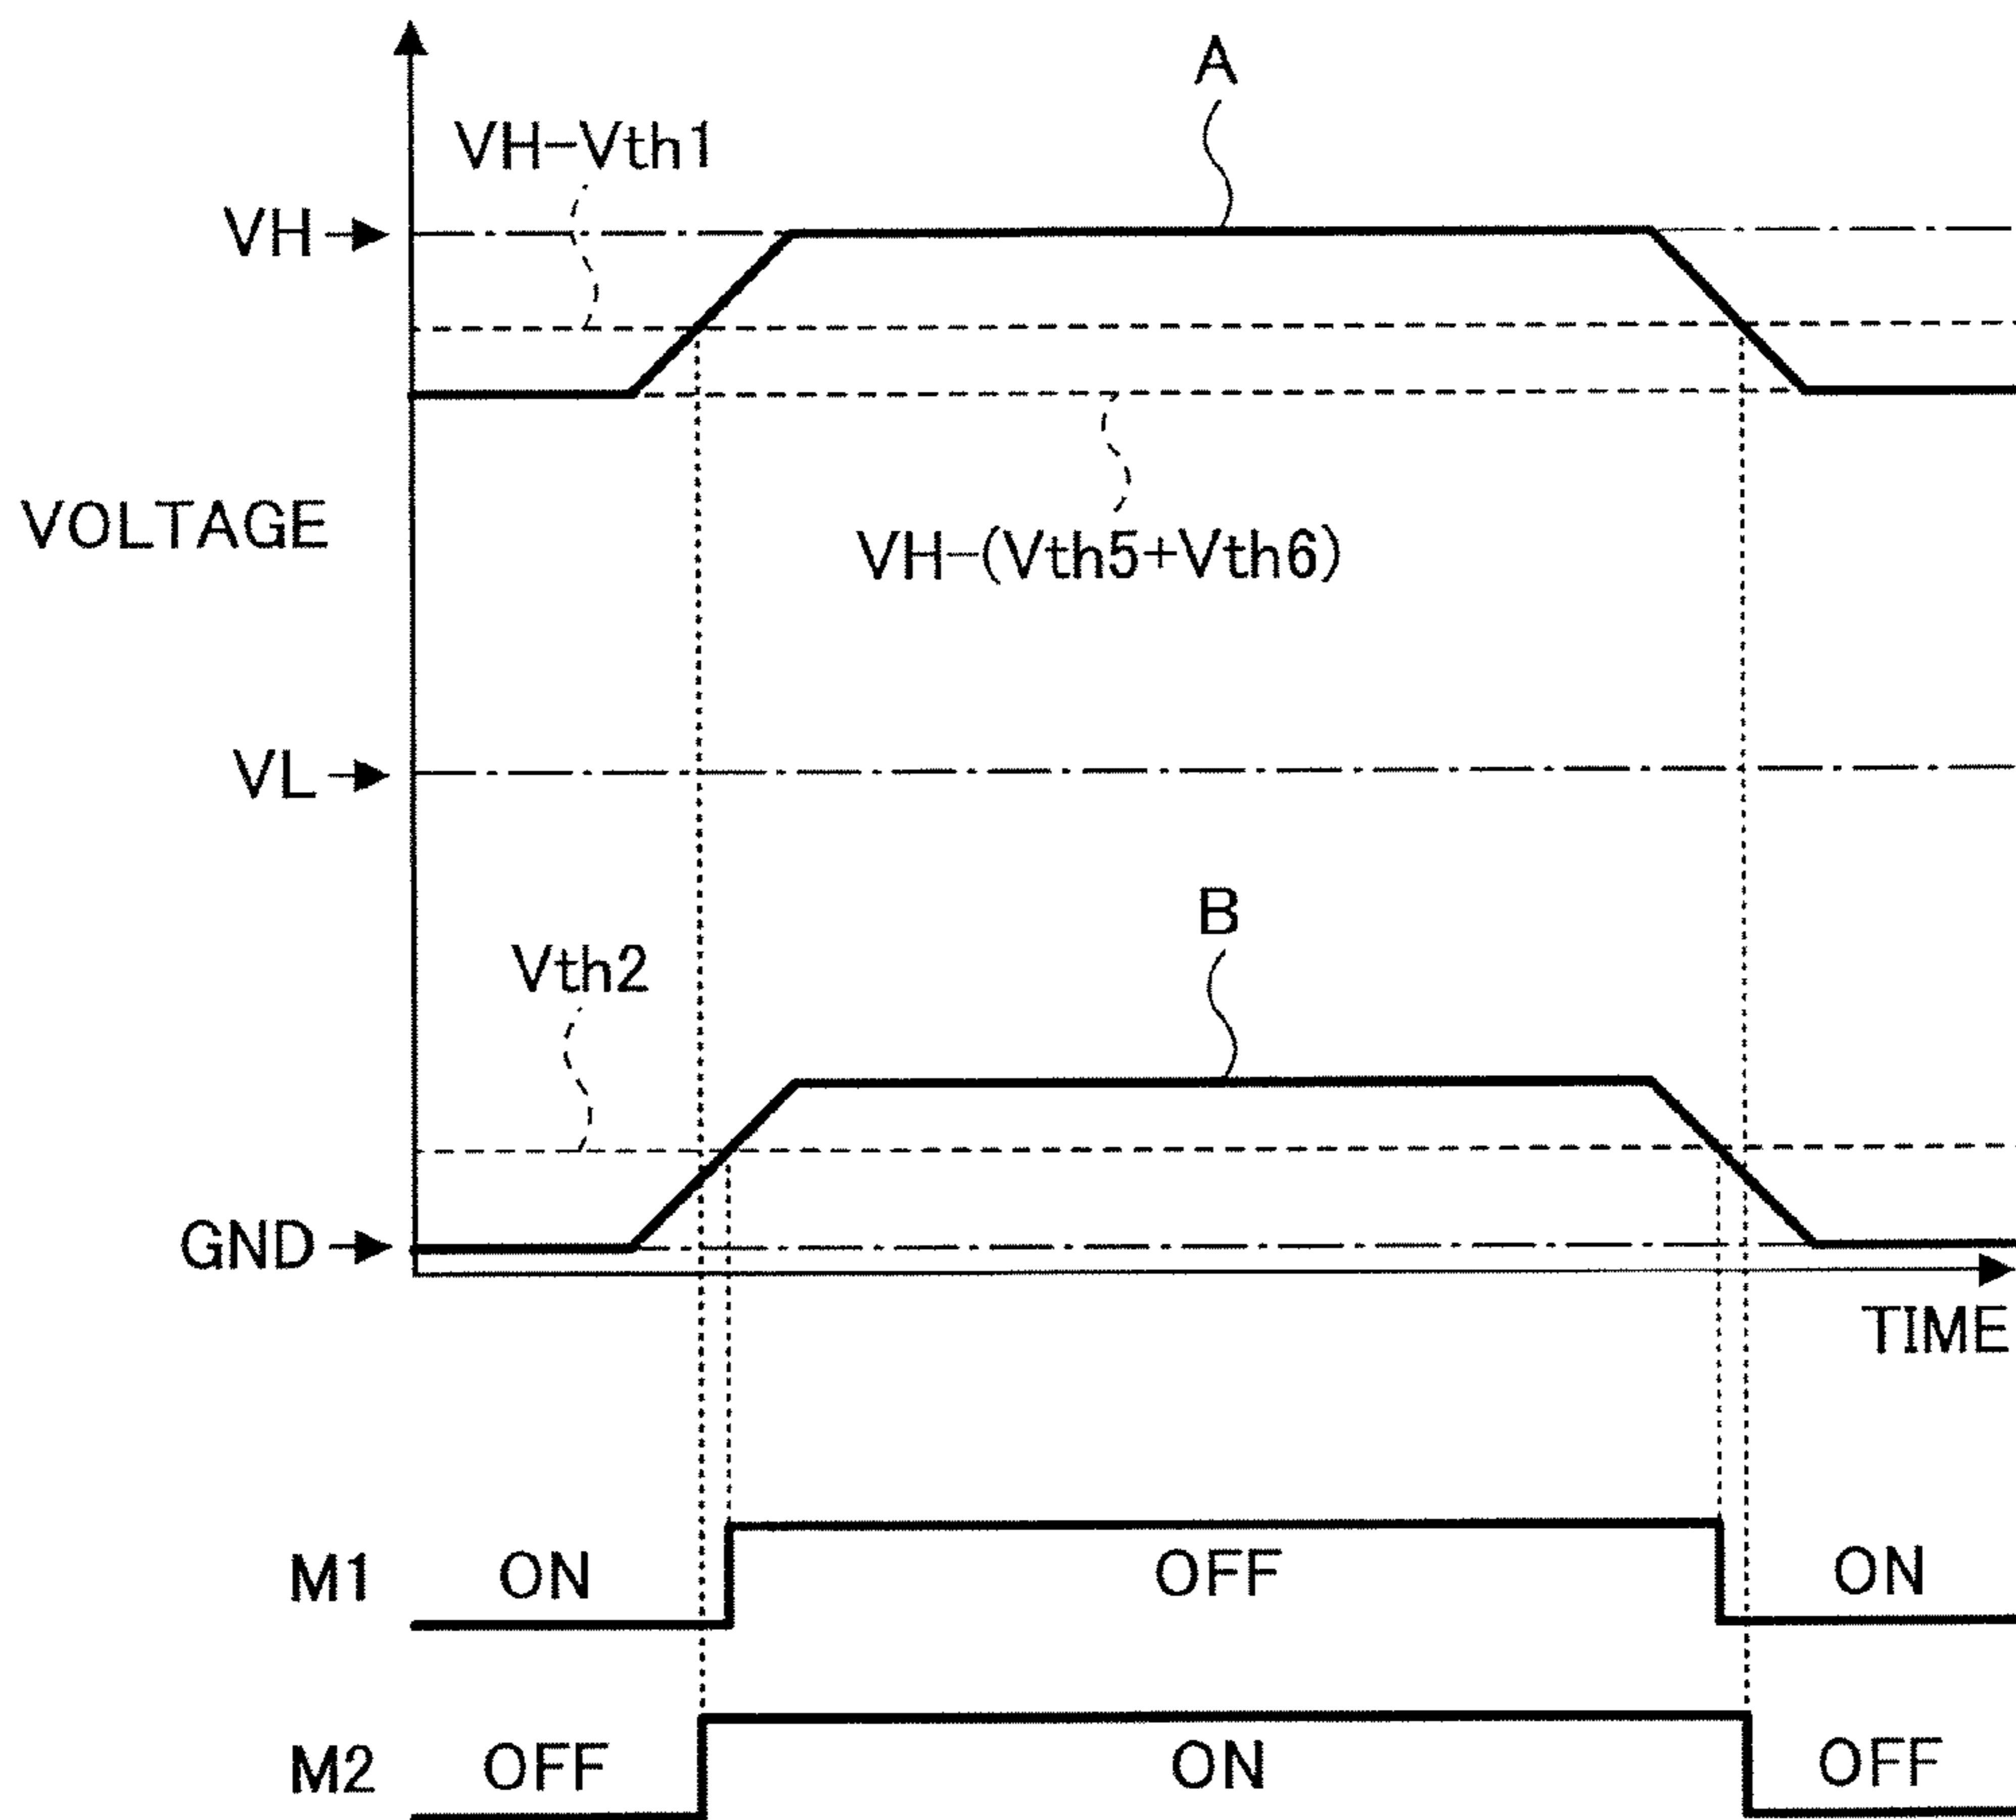 A
VH-Vth1
VH
VOLTAGE
VH-(Vth5+Vth6)
VL
B
Vth2
GND
TIME
M1 ON OFF ON
M2 OFF ON OFF